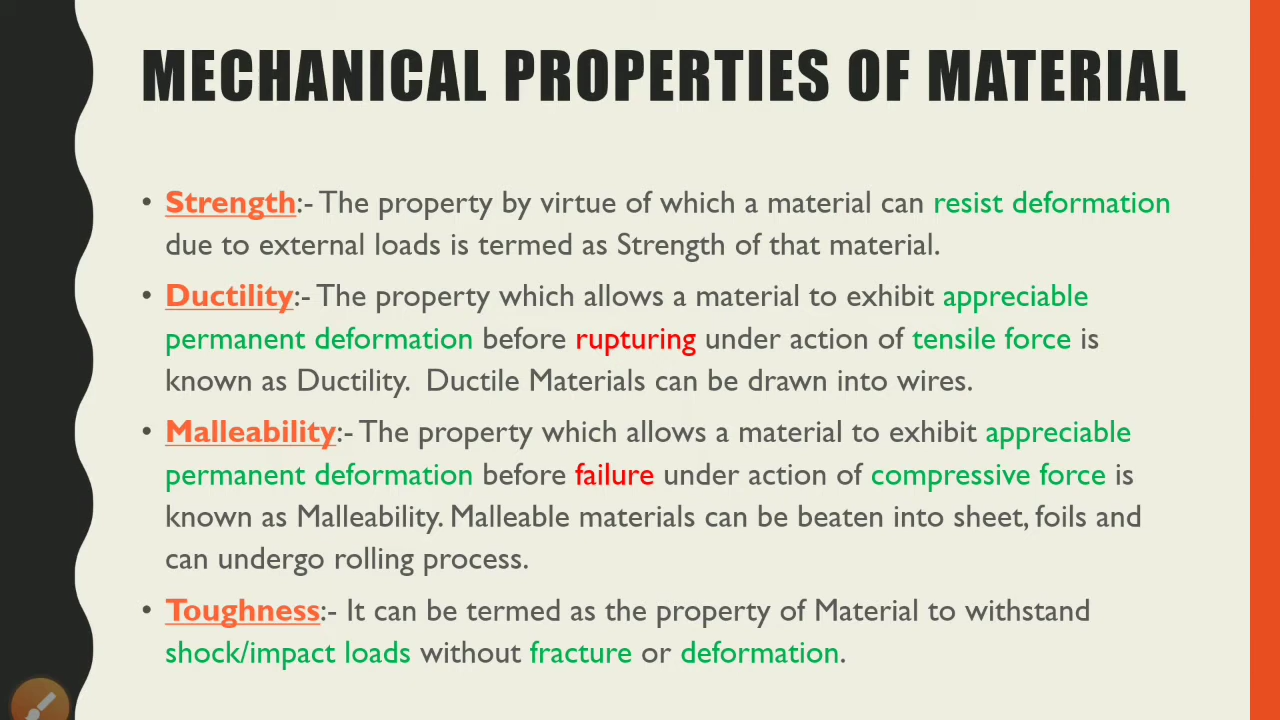 MECHANICAL PROPERTIES OF MATERIAL
• Strength:- The property by virtue of which a material can resist deformation
due to external loads is termed as Strength of that material.
• Ductility:- The property which allows a material to exhibit appreciable
permanent deformation before rupturing under action of tensile force is
known as Ductility.  Ductile Materials can be drawn into wires.
• Malleability:- The property which allows a material to exhibit appreciable
permanent deformation before failure under action of compressive force is
known as Malleability. Malleable materials can be beaten into sheet, foils and
can undergo rolling process.
• Toughness:- It can be termed as the property of Material to withstand
shock/impact loads without fracture or deformation.